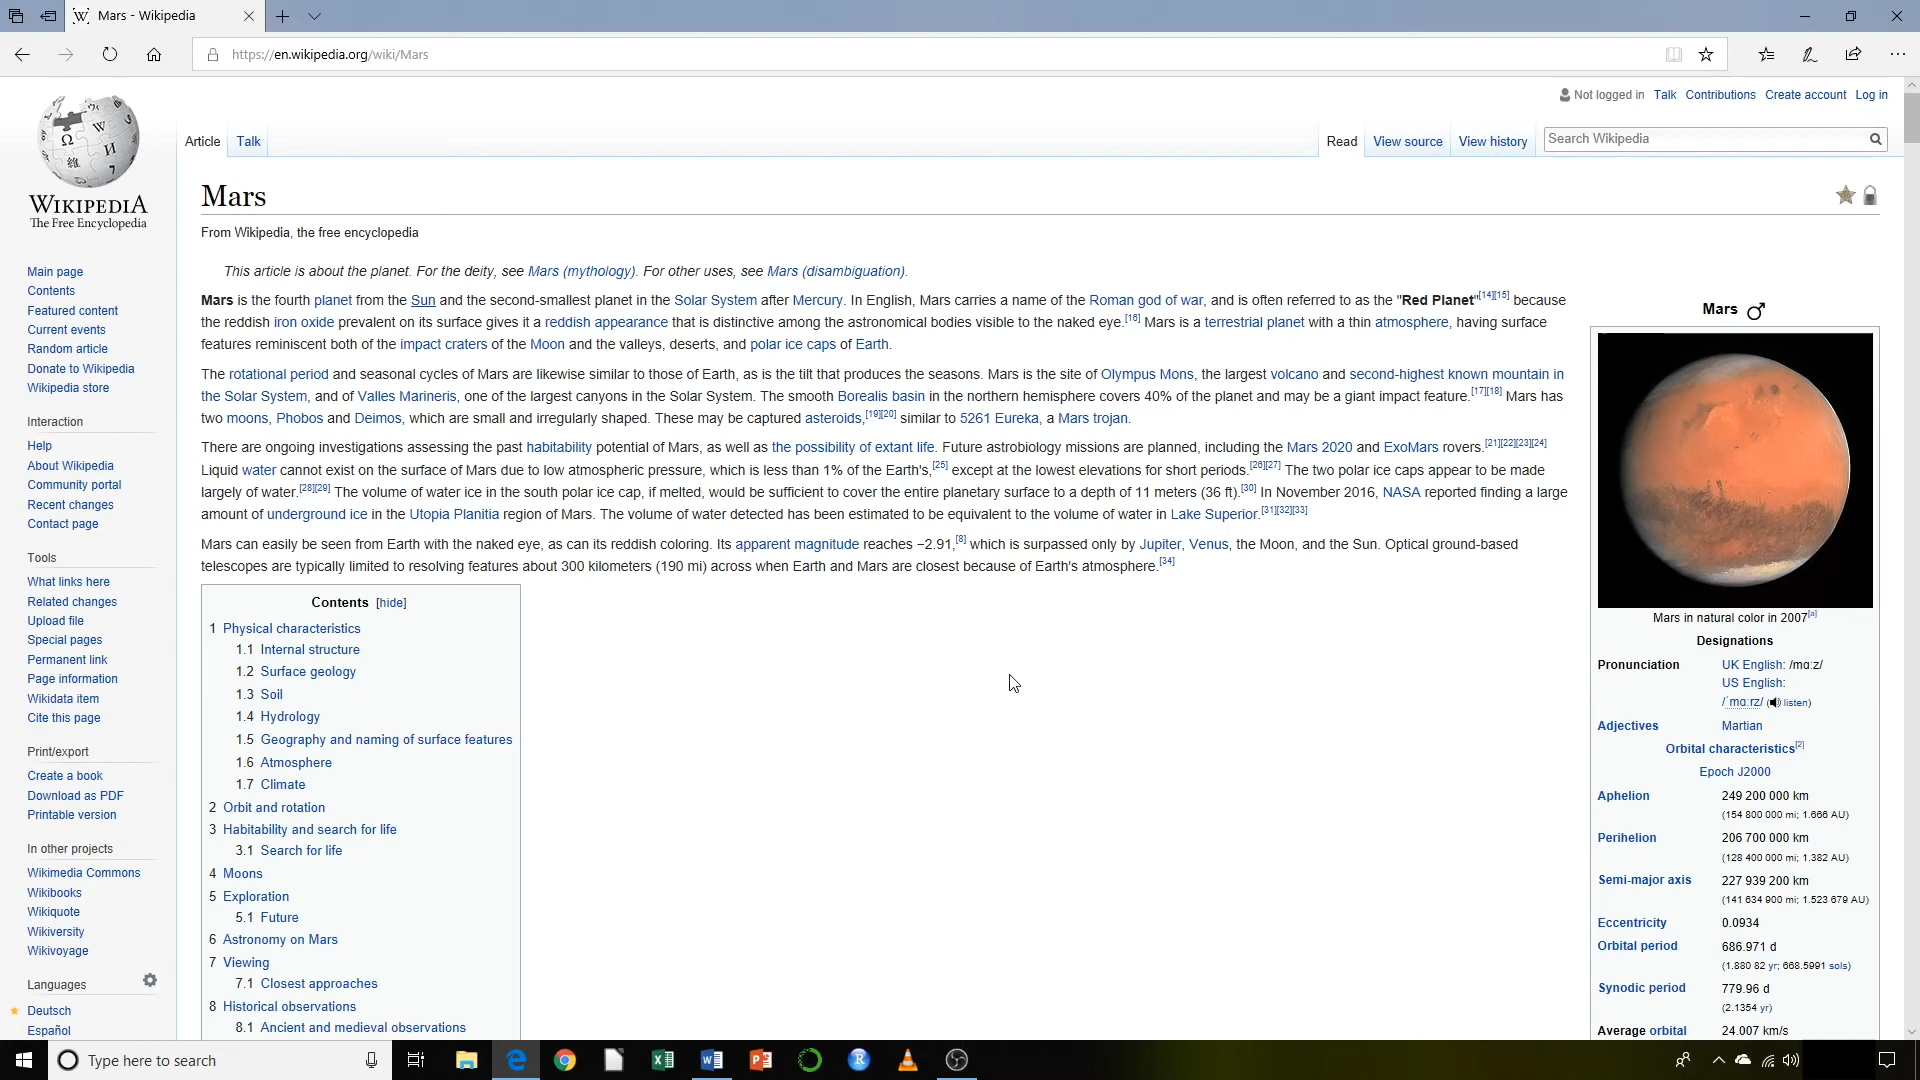 Mars - Wikipedia
https://en.wikipedia.org/wiki/Mars
Not logged in Talk Contributions Create account Log in
Article Talk Read View source View history Search Wikipedia
WIKIPEDIA
The Free Encyclopedia
Main page
Contents
Featured content
Current events
Random article
Donate to Wikipedia
Wikipedia store
Interaction
Help
About Wikipedia
Community portal
Recent changes
Contact page
Tools
What links here
Related changes
Upload file
Special pages
Permanent link
Page information
Wikidata item
Cite this page
Print/export
Create a book
Download as PDF
Printable version
In other projects
Wikimedia Commons
Wikibooks
Wikiquote
Wikiversity
Wikivoyage
Languages
Deutsch
Español
Mars
From Wikipedia, the free encyclopedia
This article is about the planet. For the deity, see Mars (mythology). For other uses, see Mars (disambiguation).
Mars is the fourth planet from the Sun and the second-smallest planet in the Solar System after Mercury. In English, Mars carries a name of the Roman god of war, and is often referred to as the "Red Planet"[14][15] because
the reddish iron oxide prevalent on its surface gives it a reddish appearance that is distinctive among the astronomical bodies visible to the naked eye.[16] Mars is a terrestrial planet with a thin atmosphere, having surface
features reminiscent both of the impact craters of the Moon and the valleys, deserts, and polar ice caps of Earth.
The rotational period and seasonal cycles of Mars are likewise similar to those of Earth, as is the tilt that produces the seasons. Mars is the site of Olympus Mons, the largest volcano and second-highest known mountain in
the Solar System, and of Valles Marineris, one of the largest canyons in the Solar System. The smooth Borealis basin in the northern hemisphere covers 40% of the planet and may be a giant impact feature.[17][18] Mars has
two moons, Phobos and Deimos, which are small and irregularly shaped. These may be captured asteroids,[19][20] similar to 5261 Eureka, a Mars trojan.
There are ongoing investigations assessing the past habitability potential of Mars, as well as the possibility of extant life. Future astrobiology missions are planned, including the Mars 2020 and ExoMars rovers.[21][22][23][24]
Liquid water cannot exist on the surface of Mars due to low atmospheric pressure, which is less than 1% of the Earth's,[25] except at the lowest elevations for short periods.[26][27] The two polar ice caps appear to be made
largely of water.[28][29] The volume of water ice in the south polar ice cap, if melted, would be sufficient to cover the entire planetary surface to a depth of 11 meters (36 ft).[30] In November 2016, NASA reported finding a large
amount of underground ice in the Utopia Planitia region of Mars. The volume of water detected has been estimated to be equivalent to the volume of water in Lake Superior.[31][32][33]
Mars can easily be seen from Earth with the naked eye, as can its reddish coloring. Its apparent magnitude reaches −2.91,[8] which is surpassed only by Jupiter, Venus, the Moon, and the Sun. Optical ground-based
telescopes are typically limited to resolving features about 300 kilometers (190 mi) across when Earth and Mars are closest because of Earth's atmosphere.[34]
Contents [hide]
1 Physical characteristics
1.1 Internal structure
1.2 Surface geology
1.3 Soil
1.4 Hydrology
1.5 Geography and naming of surface features
1.6 Atmosphere
1.7 Climate
2 Orbit and rotation
3 Habitability and search for life
3.1 Search for life
4 Moons
5 Exploration
5.1 Future
6 Astronomy on Mars
7 Viewing
7.1 Closest approaches
8 Historical observations
8.1 Ancient and medieval observations
Mars ♂
Mars in natural color in 2007[a]
Designations
Pronunciation UK English: /mɑːz/
US English:
/ˈmɑːrz/ (listen)
Adjectives Martian
Orbital characteristics[2]
Epoch J2000
Aphelion 249 200 000 km
(154 800 000 mi; 1.666 AU)
Perihelion 206 700 000 km
(128 400 000 mi; 1.382 AU)
Semi-major axis 227 939 200 km
(141 634 900 mi; 1.523 679 AU)
Eccentricity 0.0934
Orbital period 686.971 d
(1.880 82 yr; 668.5991 sols)
Synodic period 779.96 d
(2.1354 yr)
Average orbital 24.007 km/s
Type here to search